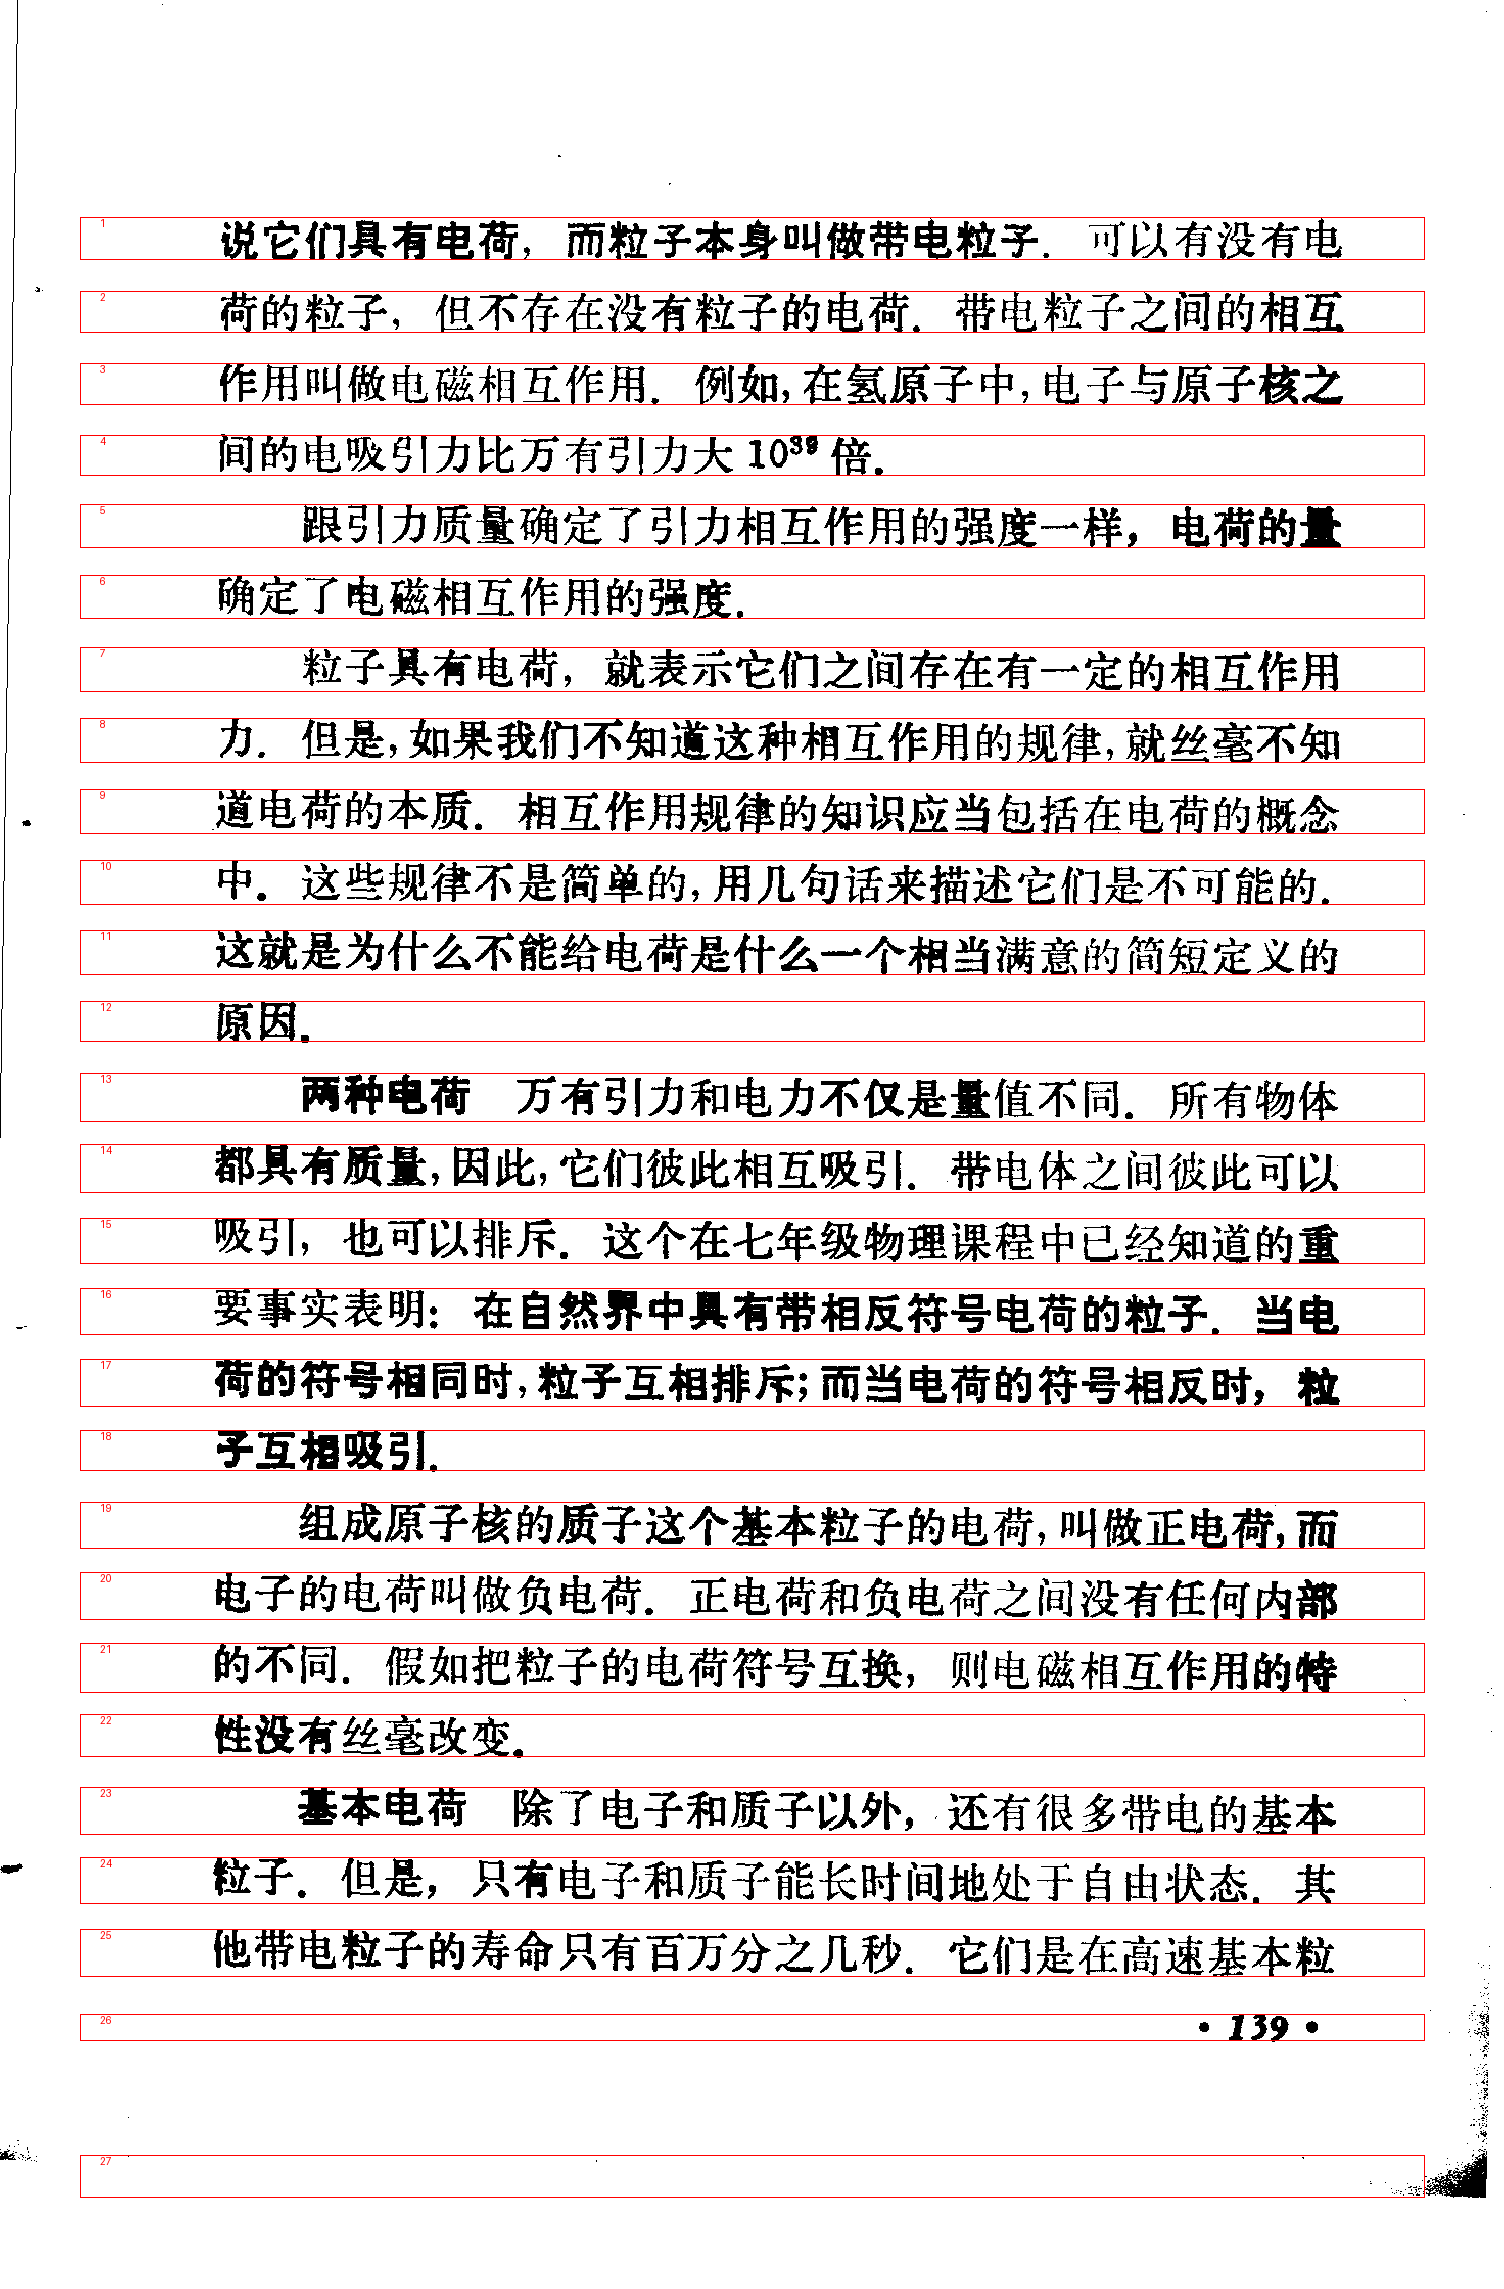 说它们具有电荷，而粒子本身叫做带电粒子．可以有没有电
荷的粒子，但不存在没有粒子的电荷．带电粒子之间的相互
作用叫做电磁相互作用．例如，在氢原子中，电子与原子核之
间的电吸引力比万有引力大 10³⁹ 倍．
跟引力质量确定了引力相互作用的强度一样，电荷的量
确定了电磁相互作用的强度．
粒子具有电荷，就表示它们之间存在有一定的相互作用
力．但是，如果我们不知道这种相互作用的规律，就丝毫不知
道电荷的本质．相互作用规律的知识应当包括在电荷的概念
中．这些规律不是简单的，用几句话来描述它们是不可能的．
这就是为什么不能给电荷是什么一个相当满意的简短定义的
原因．
两种电荷　万有引力和电力不仅是量值不同．所有物体
都具有质量，因此，它们彼此相互吸引．带电体之间彼此可以
吸引，也可以排斥．这个在七年级物理课程中已经知道的重
要事实表明：在自然界中具有带相反符号电荷的粒子．当电
荷的符号相同时，粒子互相排斥；而当电荷的符号相反时，粒
子互相吸引．
组成原子核的质子这个基本粒子的电荷，叫做正电荷，而
电子的电荷叫做负电荷．正电荷和负电荷之间没有任何内部
的不同．假如把粒子的电荷符号互换，则电磁相互作用的特
性没有丝毫改变．
基本电荷　除了电子和质子以外，还有很多带电的基本
粒子．但是，只有电子和质子能长时间地处于自由状态．其
他带电粒子的寿命只有百万分之几秒．它们是在高速基本粒
• 139 •